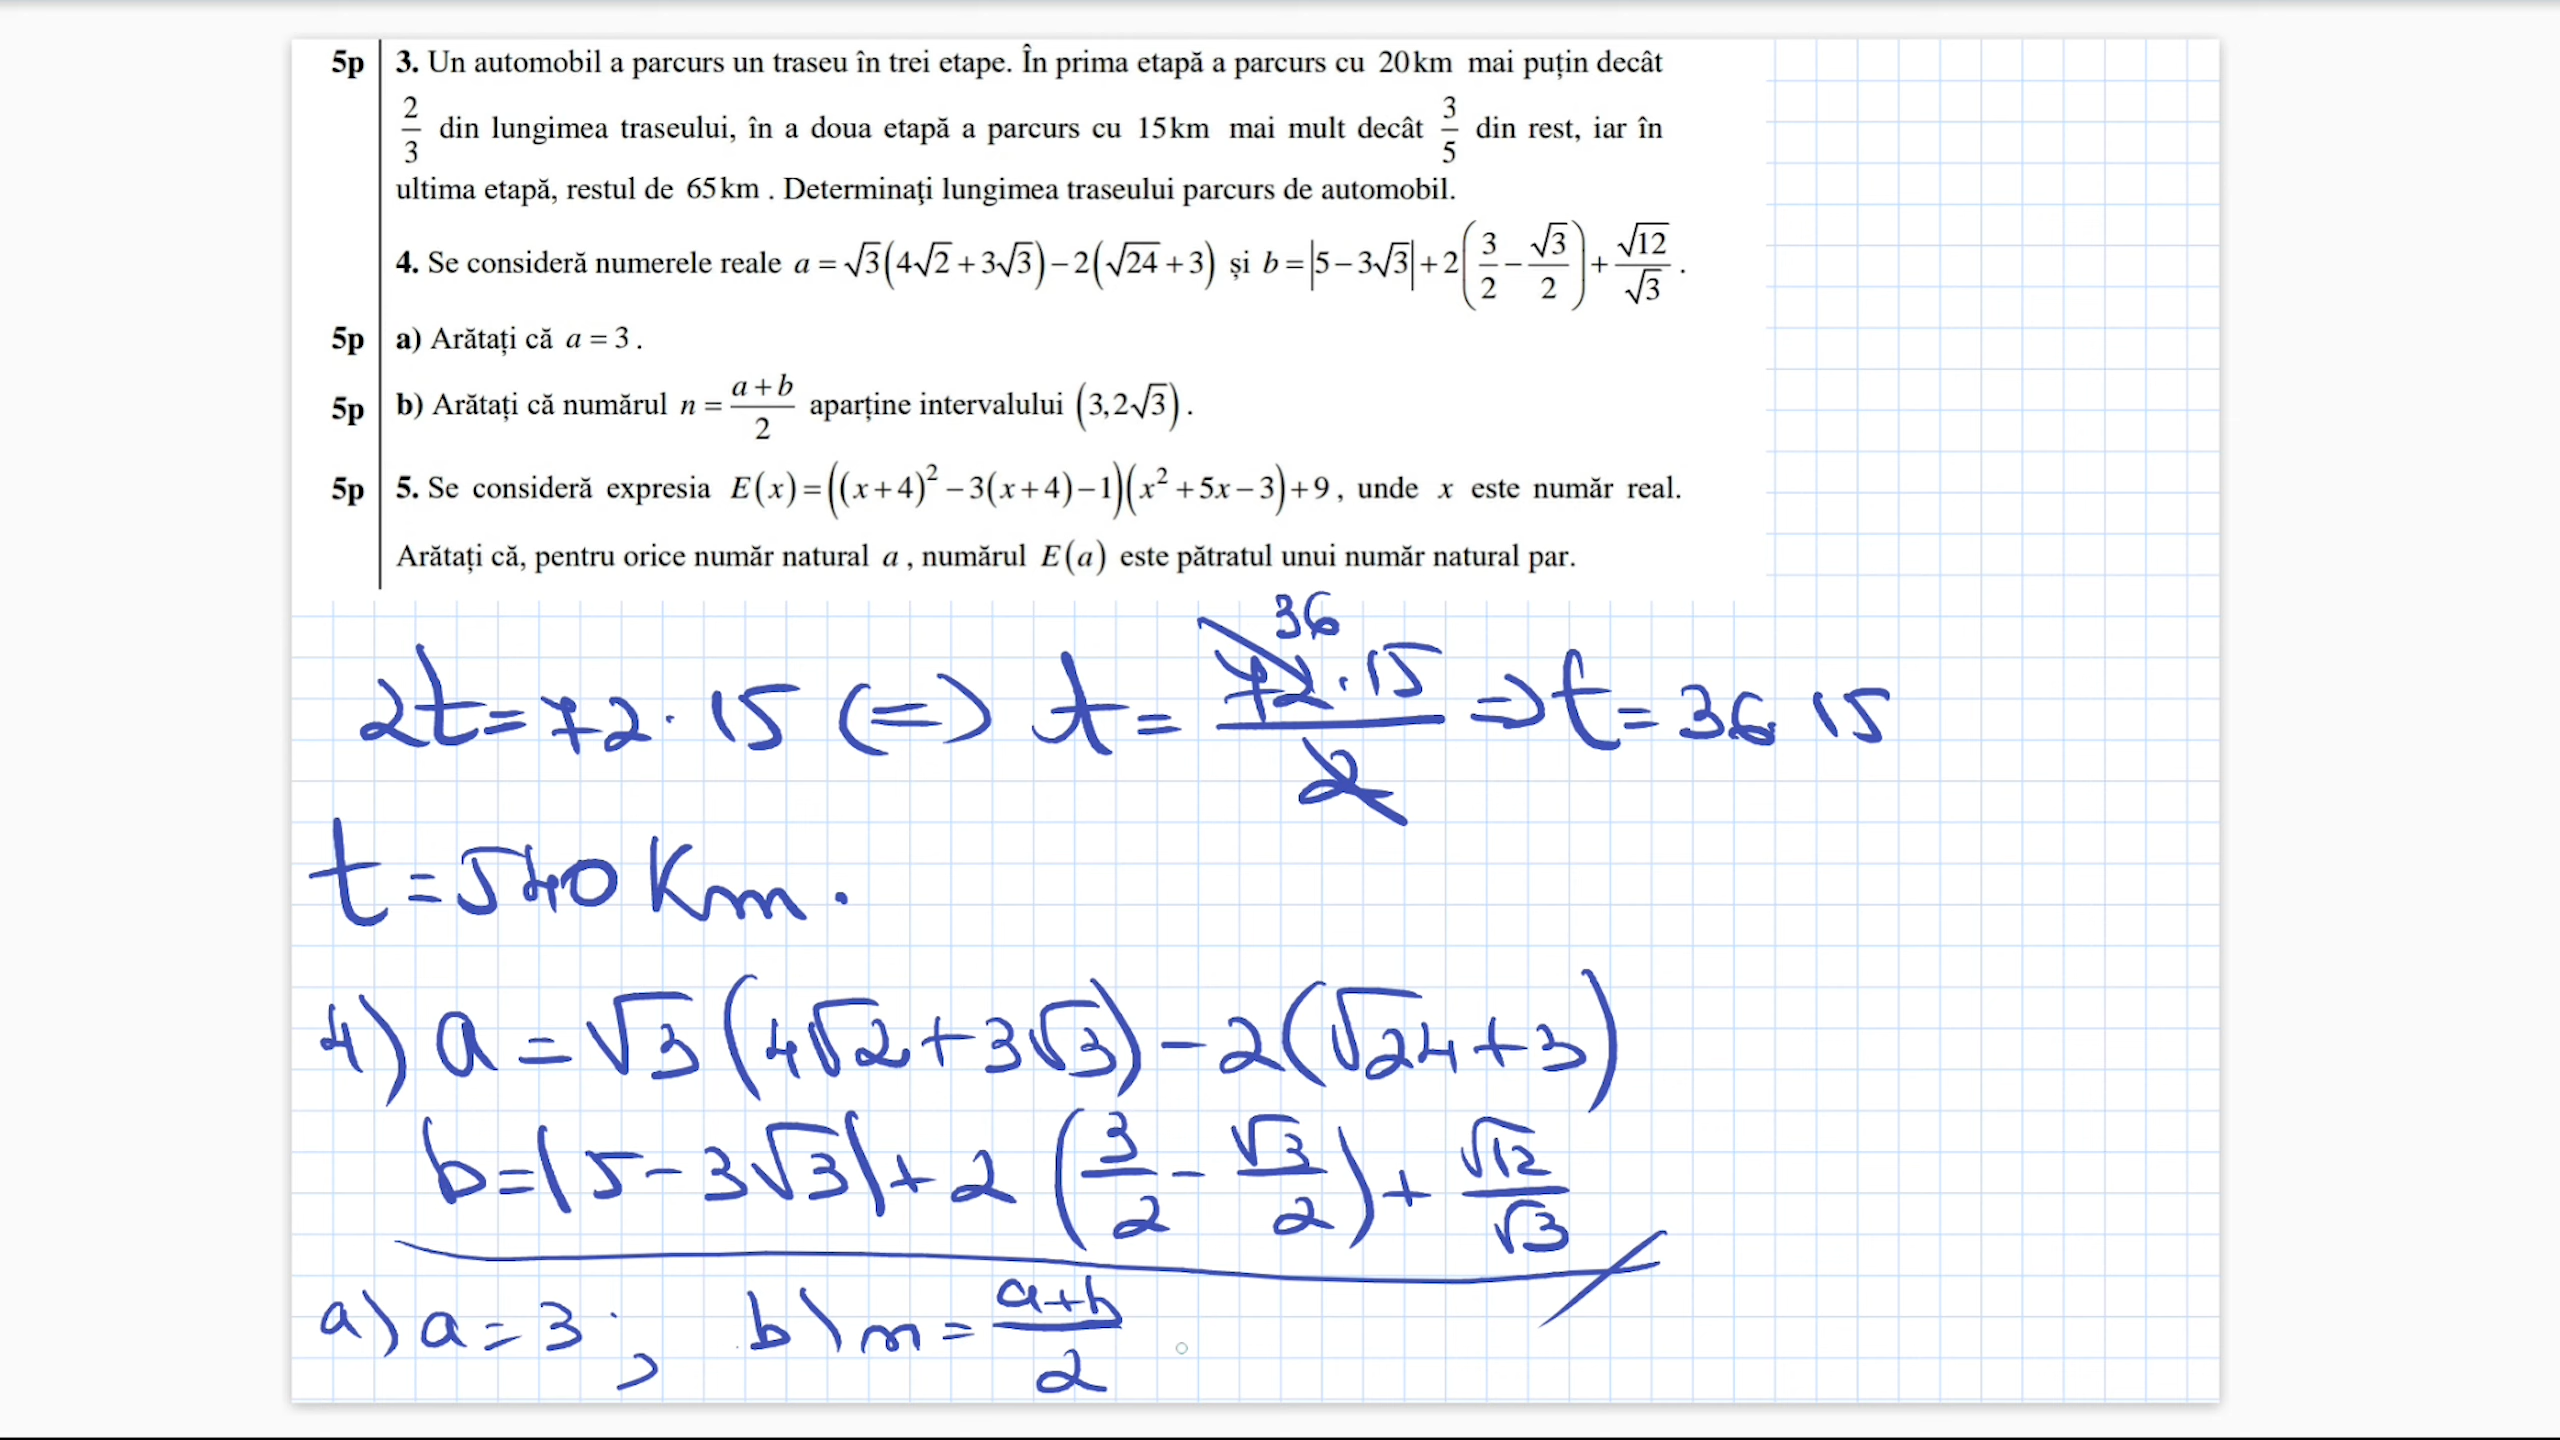 5p 3. Un automobil a parcurs un traseu în trei etape. În prima etapă a parcurs cu 20 km mai puțin decât
2/3 din lungimea traseului, în a doua etapă a parcurs cu 15 km mai mult decât 3/5 din rest, iar în
ultima etapă, restul de 65 km . Determinați lungimea traseului parcurs de automobil.
4. Se consideră numerele reale a = √3(4√2 + 3√3) − 2(√24 + 3) și b = |5 − 3√3| + 2(3/2 − √3/2) + √12/√3 .
5p a) Arătați că a = 3 .
5p b) Arătați că numărul n = (a + b)/2 aparține intervalului (3, 2√3) .
5p 5. Se consideră expresia E(x) = ((x + 4)² − 3(x + 4) − 1)(x² + 5x − 3) + 9 , unde x este număr real.
Arătați că, pentru orice număr natural a , numărul E(a) este pătratul unui număr natural par.
36
2t = 72 · 15 (=) t = 72 · 15/2 => t = 36 · 15
t = 540 Km .
4) a = √3 (4√2 + 3√3) − 2(√24 + 3)
b = |5 − 3√3| + 2 (3/2 − √3/2) + √12/√3
a) a = 3 ; b) n = (a+b)/2